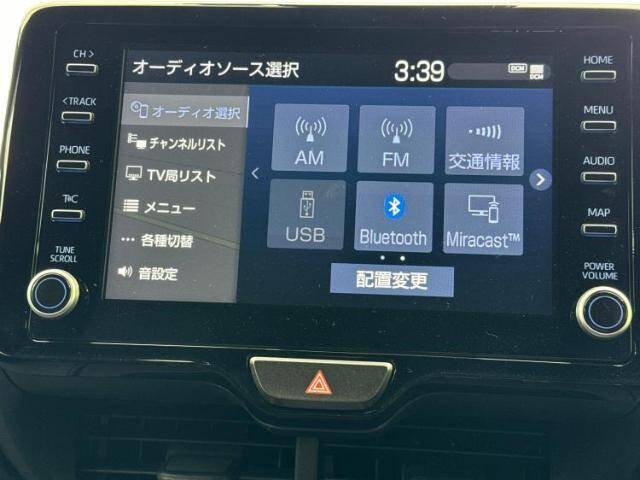 CH >
<TRACK
PHONE
T*C
TUNE
SCROLL
オーディオソース選択
3:39
DCM
DCM
オーディオ選択
チャンネルリスト
TV局リスト
メニュー
各種切替
音設定
AM
FM
交通情報
USB
Bluetooth
Miracast™
配置変更
HOME
MENU
AUDIO
MAP
POWER
VOLUME